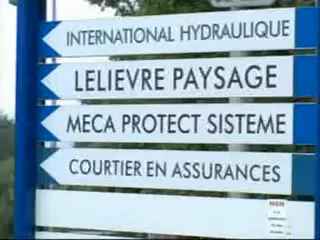 INTERNATIONAL HYDRAULIQUE
LELIEVRE PAYSAGE
MECA PROTECT SISTEME
COURTIER EN ASSURANCES